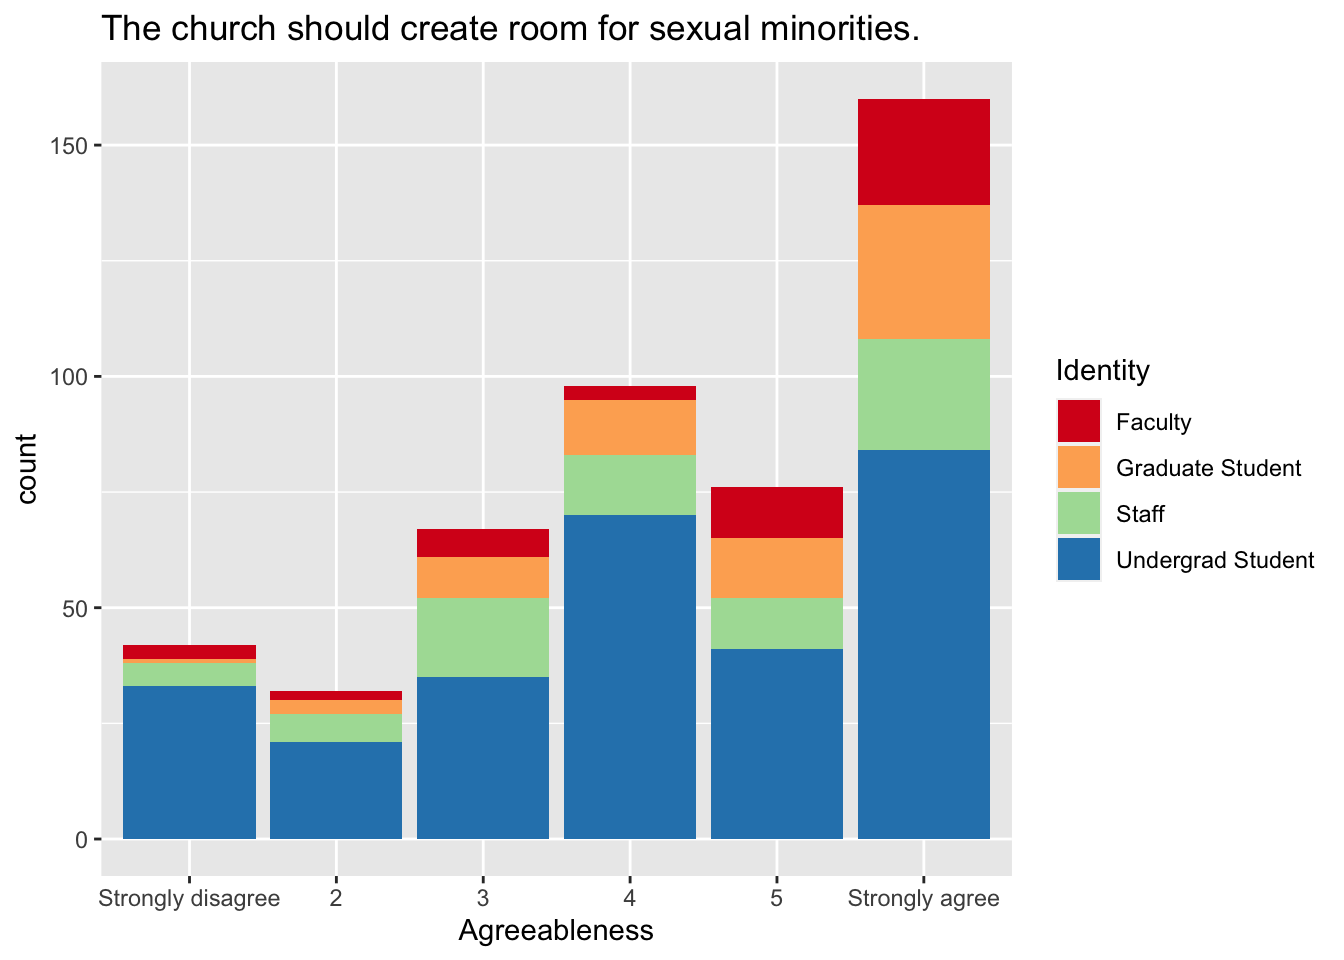 The church should create room for sexual minorities.
150
100
50
0
count
Strongly disagree 2 3 4 5 Strongly agree
Agreeableness
Identity
Faculty
Graduate Student
Staff
Undergrad Student